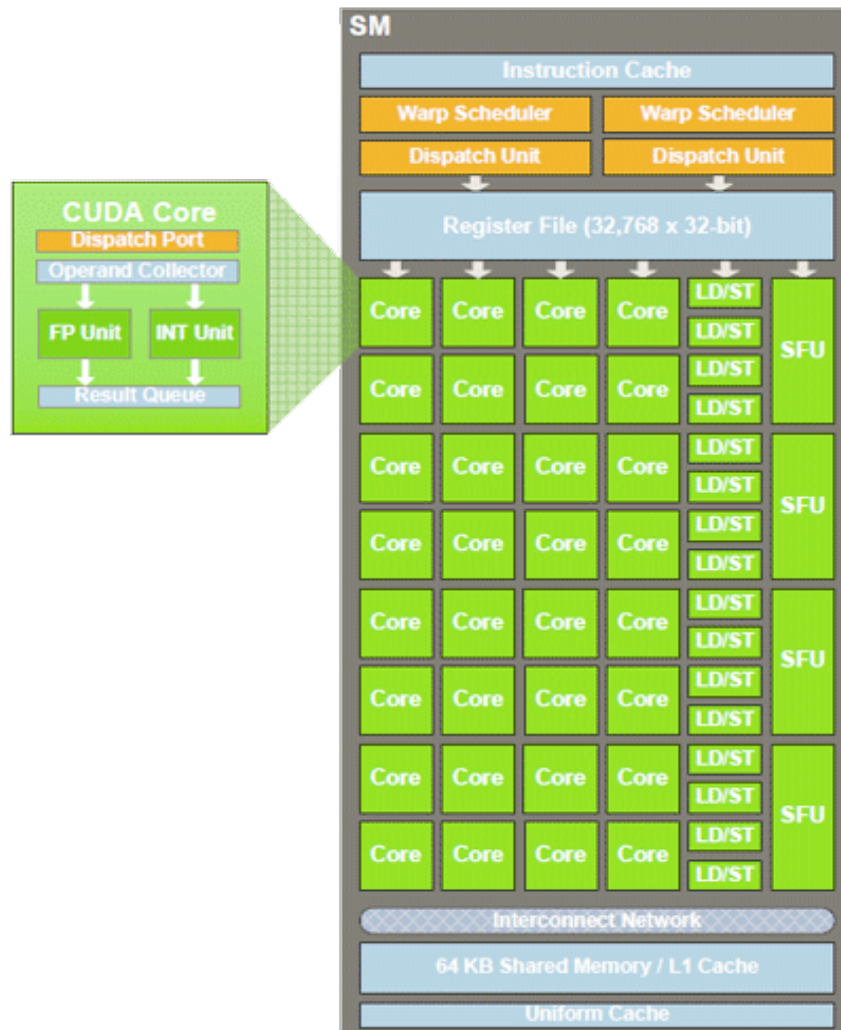 SM
Instruction Cache
Warp Scheduler Warp Scheduler
Dispatch Unit Dispatch Unit
Register File (32,768 x 32-bit)
CUDA Core
Dispatch Port
Operand Collector
FP Unit INT Unit
Result Queue
Core Core Core Core LD/ST SFU
LD/ST
Core Core Core Core LD/ST
LD/ST
Core Core Core Core LD/ST SFU
LD/ST
Core Core Core Core LD/ST
LD/ST
Core Core Core Core LD/ST SFU
LD/ST
Core Core Core Core LD/ST
LD/ST
Core Core Core Core LD/ST SFU
LD/ST
Core Core Core Core LD/ST
LD/ST
Interconnect Network
64 KB Shared Memory / L1 Cache
Uniform Cache